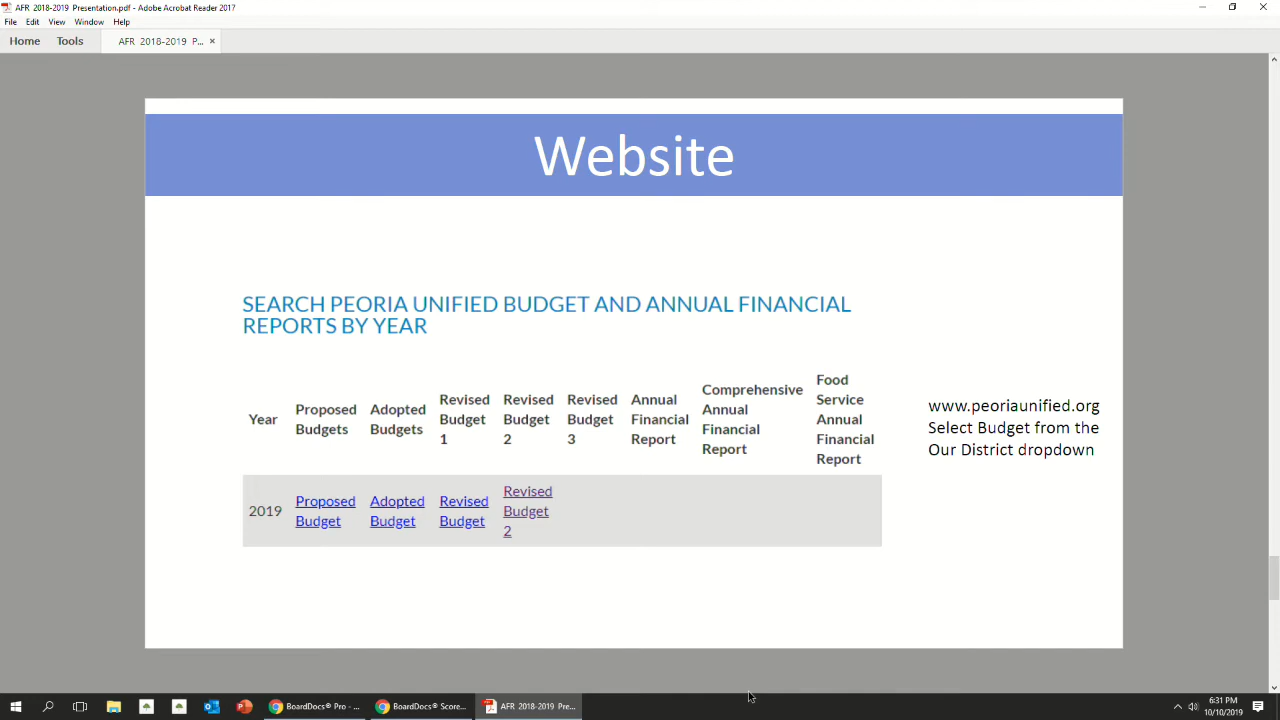 AFR 2018-2019 Presentation.pdf - Adobe Acrobat Reader 2017
File Edit View Window Help
Home Tools AFR 2018-2019 P... ×
Website
SEARCH PEORIA UNIFIED BUDGET AND ANNUAL FINANCIAL
REPORTS BY YEAR
Year
Proposed
Budgets
Adopted
Budgets
Revised
Budget
1
Revised
Budget
2
Revised
Budget
3
Annual
Financial
Report
Comprehensive
Annual
Financial
Report
Food
Service
Annual
Financial
Report
2019
Proposed
Budget
Adopted
Budget
Revised
Budget
Revised
Budget
2
www.peoriaunified.org
Select Budget from the
Our District dropdown
BoardDocs® Pro - ... BoardDocs® Score... AFR 2018-2019 Pre...
6:31 PM
10/10/2019